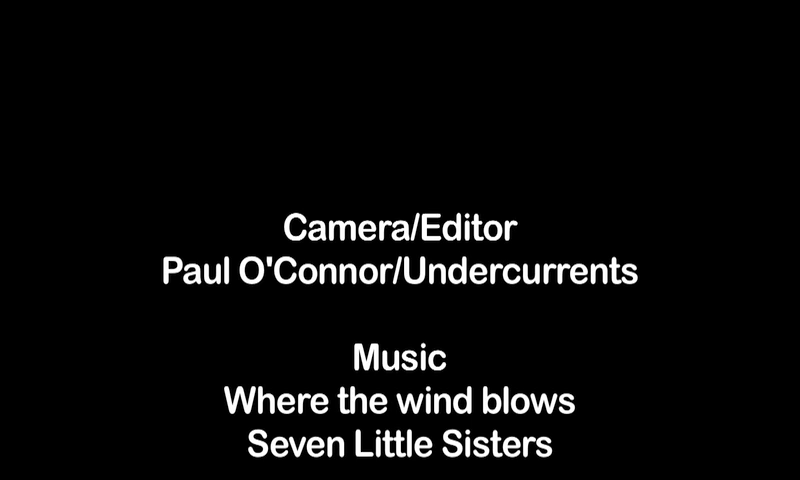 Camera/Editor
Paul O'Connor/Undercurrents
Music
Where the wind blows
Seven Little Sisters